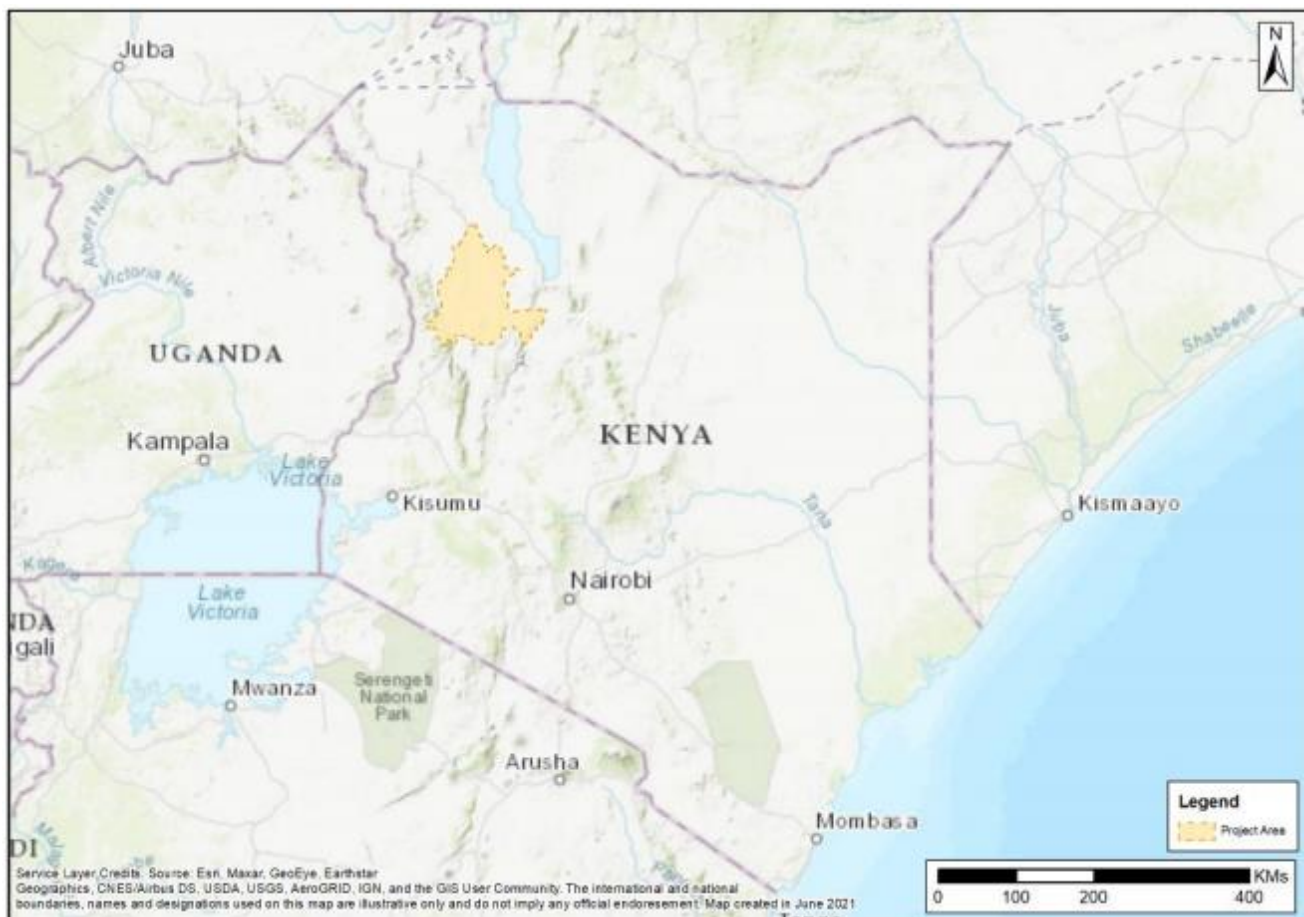 N
Juba
Albert Nile
Victoria Nile
UGANDA
Juba
Shabeelle
Kampala
Lake
Victoria
KENYA
Kisumu
Tana
Kismaayo
Kagera
Lake
Victoria
Nairobi
NDA
gali
Mwanza
Serengeti
National
Park
Arusha
Legend
Project Area
Mombasa
DI
Service Layer Credits: Source: Esri, Maxar, GeoEye, Earthstar
Geographics, CNES/Airbus DS, USDA, USGS, AeroGRID, IGN, and the GIS User Community. The international and national
boundaries, names and designations used on this map are illustrative only and do not imply any official endorsement. Map created in June 2021
KMs
0 100 200 400